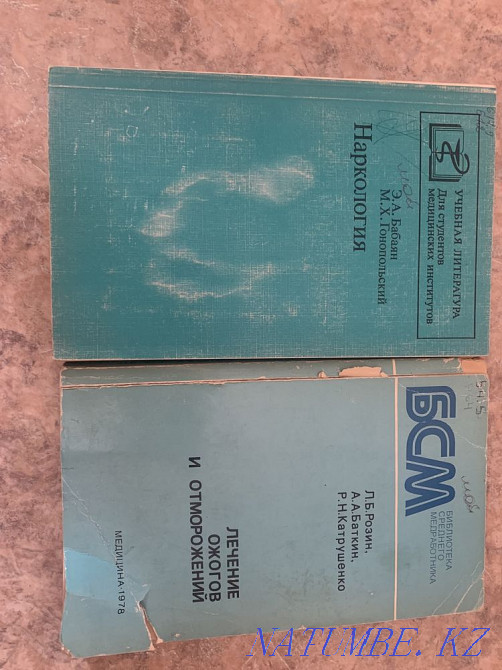 УЧЕБНАЯ ЛИТЕРАТУРА
Для студентов
медицинских институтов
Э.А.Бабаян
М.Х.Гонопольский
Наркология
БСМ
БИБЛИОТЕКА
СРЕДНЕГО
МЕДРАБОТНИКА
Л.Б.Розин,
А.А.Баткин,
Р.Н.Катрушенко
ЛЕЧЕНИЕ
ОЖОГОВ
И ОТМОРОЖЕНИЙ
МЕДИЦИНА·1978
NATUMBE.KZ